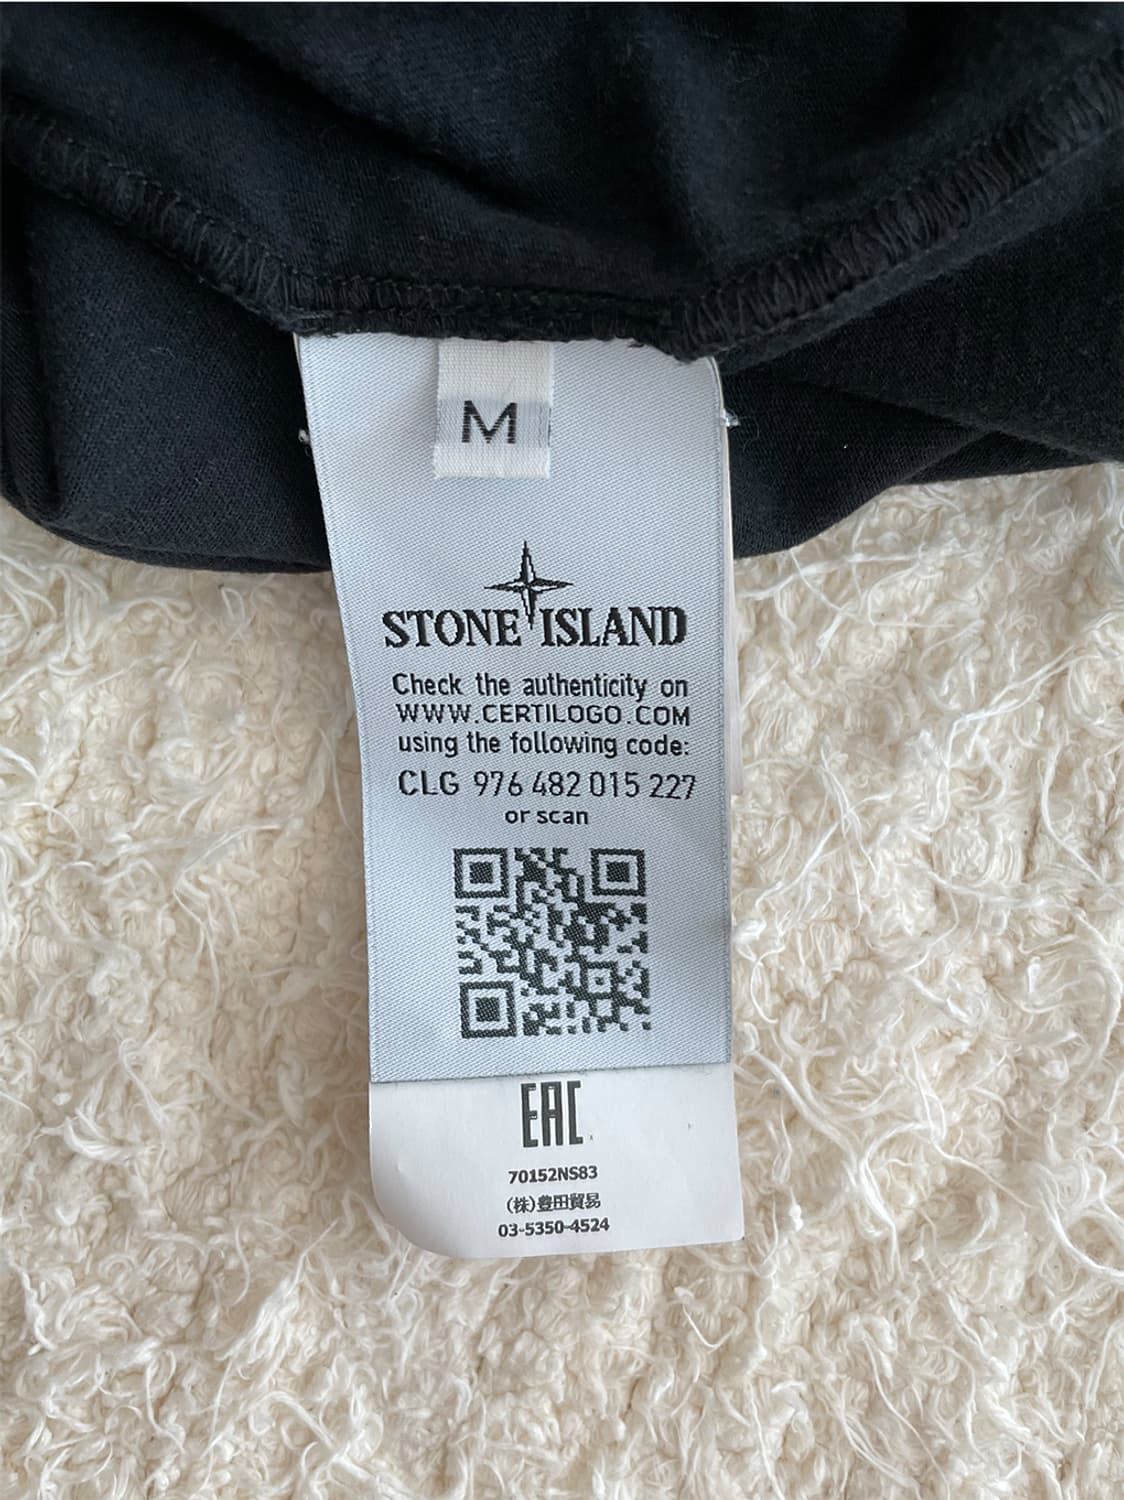 M
STONE ISLAND
Check the authenticity on
WWW.CERTILOGO.COM
using the following code:
CLG 976 482 015 227
or scan
EAC
70152NS83
(株)豊田貿易
03-5350-4524